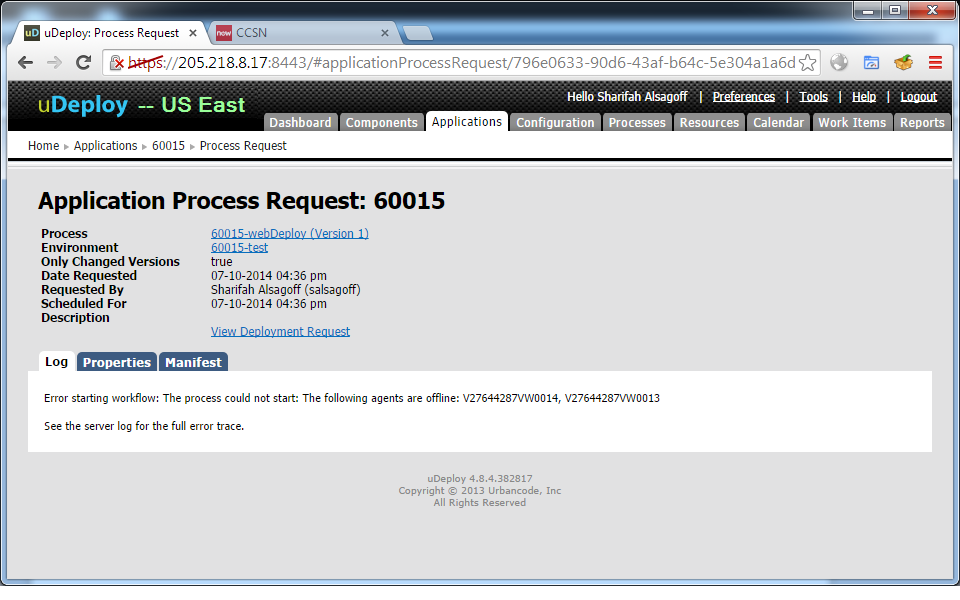 uD uDeploy: Process Request
now CCSN
https://205.218.8.17:8443/#applicationProcessRequest/796e0633-90d6-43af-b64c-5e304a1a6d
uDeploy -- US East
Hello Sharifah Alsagoff | Preferences | Tools | Help | Logout
Dashboard Components Applications Configuration Processes Resources Calendar Work Items Reports
Home ▸ Applications ▸ 60015 ▸ Process Request
Application Process Request: 60015
Process 60015-webDeploy (Version 1)
Environment 60015-test
Only Changed Versions true
Date Requested 07-10-2014 04:36 pm
Requested By Sharifah Alsagoff (salsagoff)
Scheduled For 07-10-2014 04:36 pm
Description
View Deployment Request
Log Properties Manifest
Error starting workflow: The process could not start: The following agents are offline: V27644287VW0014, V27644287VW0013
See the server log for the full error trace.
uDeploy 4.8.4.382817
Copyright © 2013 Urbancode, Inc
All Rights Reserved